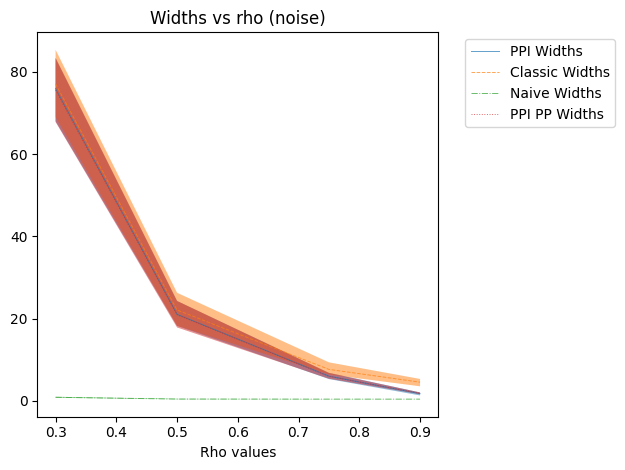 Widths vs rho (noise)
PPI Widths
Classic Widths
Naive Widths
PPI PP Widths
80
60
40
20
0
0.3 0.4 0.5 0.6 0.7 0.8 0.9
Rho values